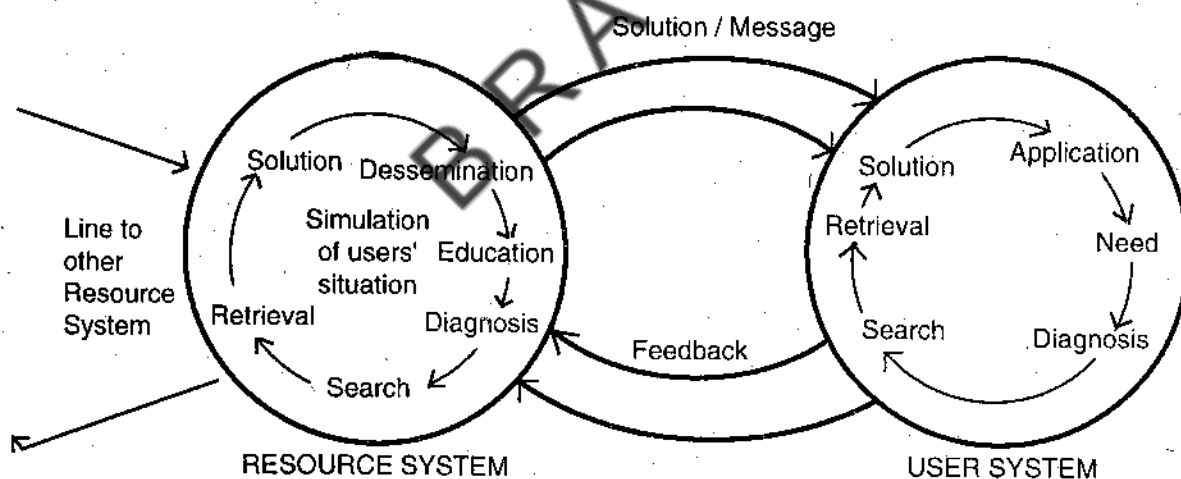 BRA
Solution / Message
Solution
Dessemination
Simulation
of users'
situation
Education
Diagnosis
Search
Retrieval
Line to
other
Resource
System
Feedback
Solution
Application
Need
Diagnosis
Search
Retrieval
RESOURCE SYSTEM
USER SYSTEM